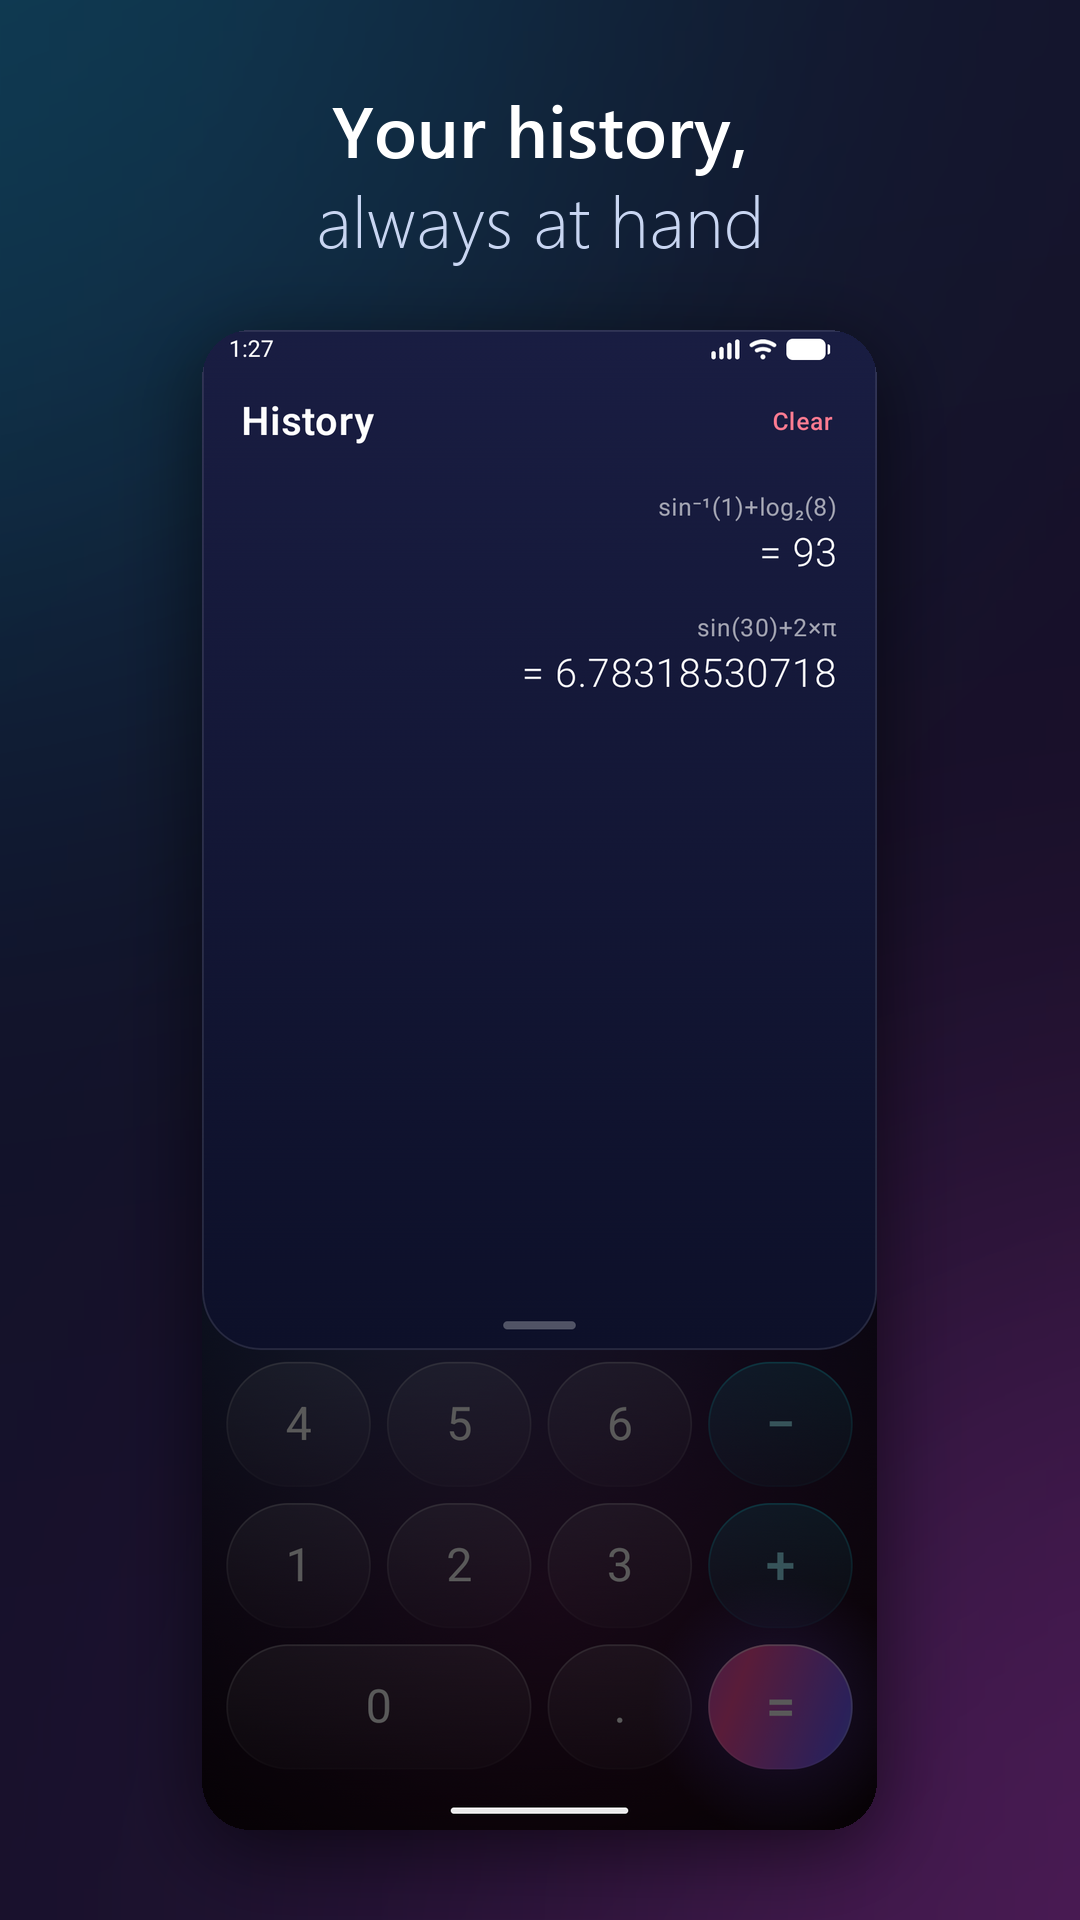 Your history,
always at hand
1:27
History
Clear
sin⁻¹(1)+log₂(8)
= 93
sin(30)+2×π
= 6.78318530718
4 5 6 −
1 2 3 +
0 . =